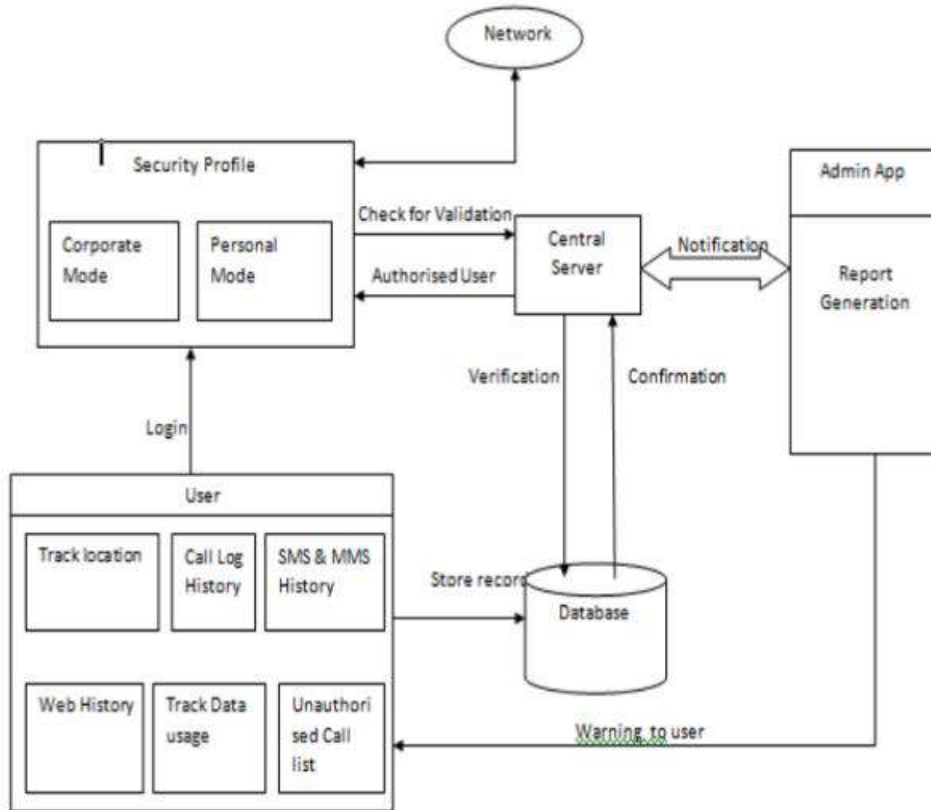 Network
Security Profile
Admin App
Check for Validation
Corporate
Mode
Personal
Mode
Central
Server
Notification
Authorised User
Report
Generation
Verification
Confirmation
Login
User
Track location
Call Log
History
SMS & MMS
History
Store record
Database
Web History
Track Data
usage
Unauthori
sed Call
list
Warning to user